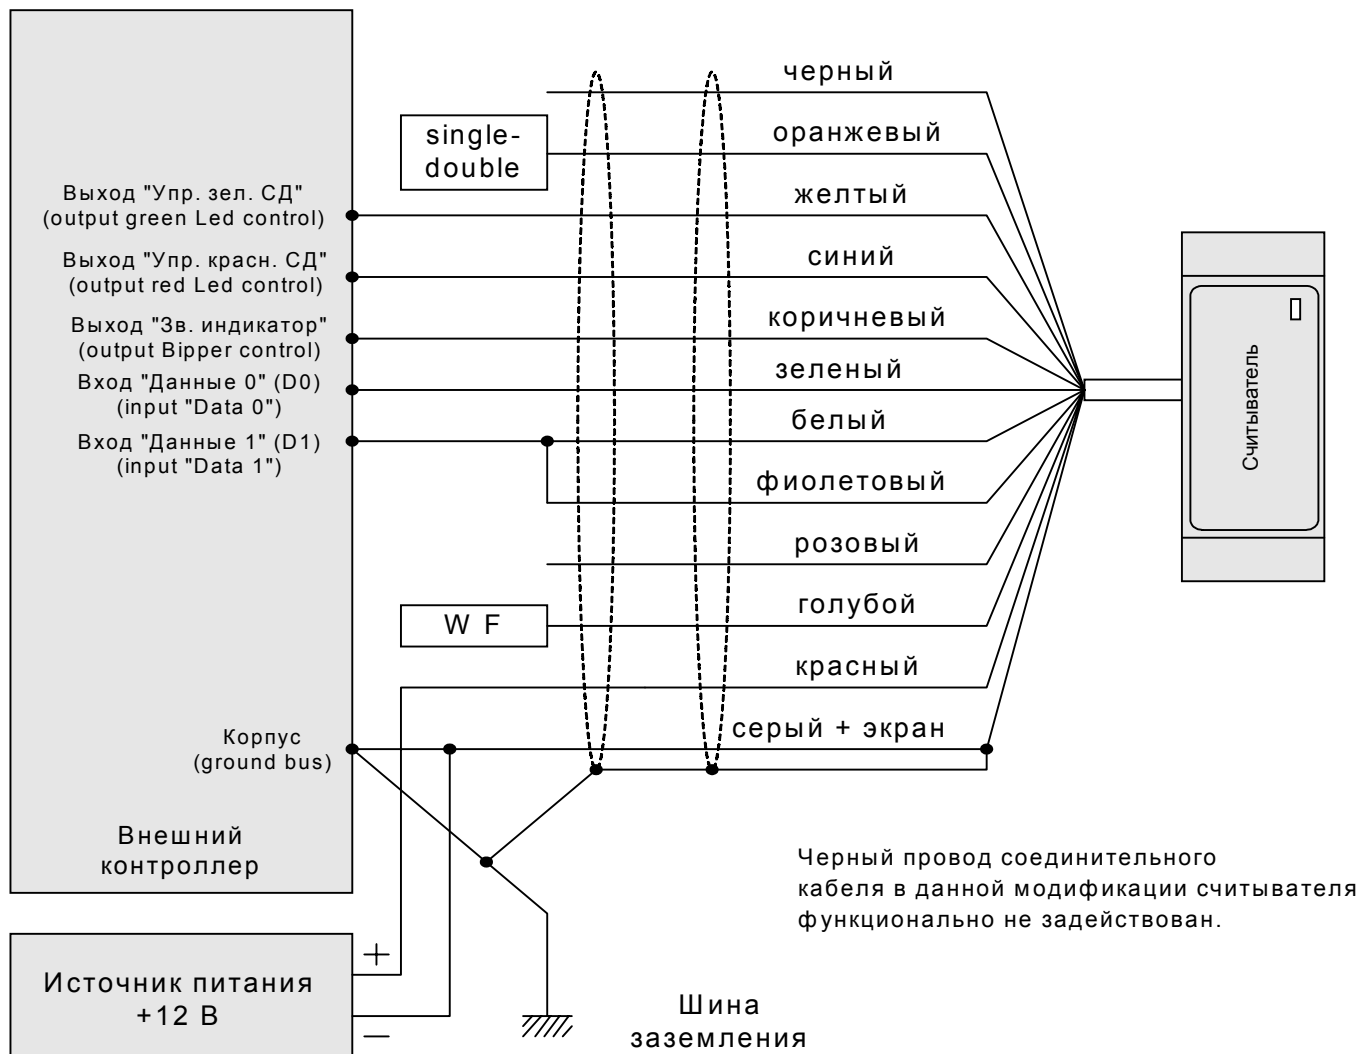 черный
single-
double
оранжевый
Выход "Упр. зел. СД"
(output green Led control)
желтый
Выход "Упр. красн. СД"
(output red Led control)
синий
Выход "Зв. индикатор"
(output Bipper control)
коричневый
Вход "Данные 0" (D0)
(input "Data 0")
зеленый
Вход "Данные 1" (D1)
(input "Data 1")
белый
фиолетовый
розовый
W F
голубой
красный
Корпус
(ground bus)
серый + экран
Считыватель
Внешний
контроллер
Черный провод соединительного
кабеля в данной модификации считывателя
функционально не задействован.
Источник питания
+12 В
+
—
Шина
заземления